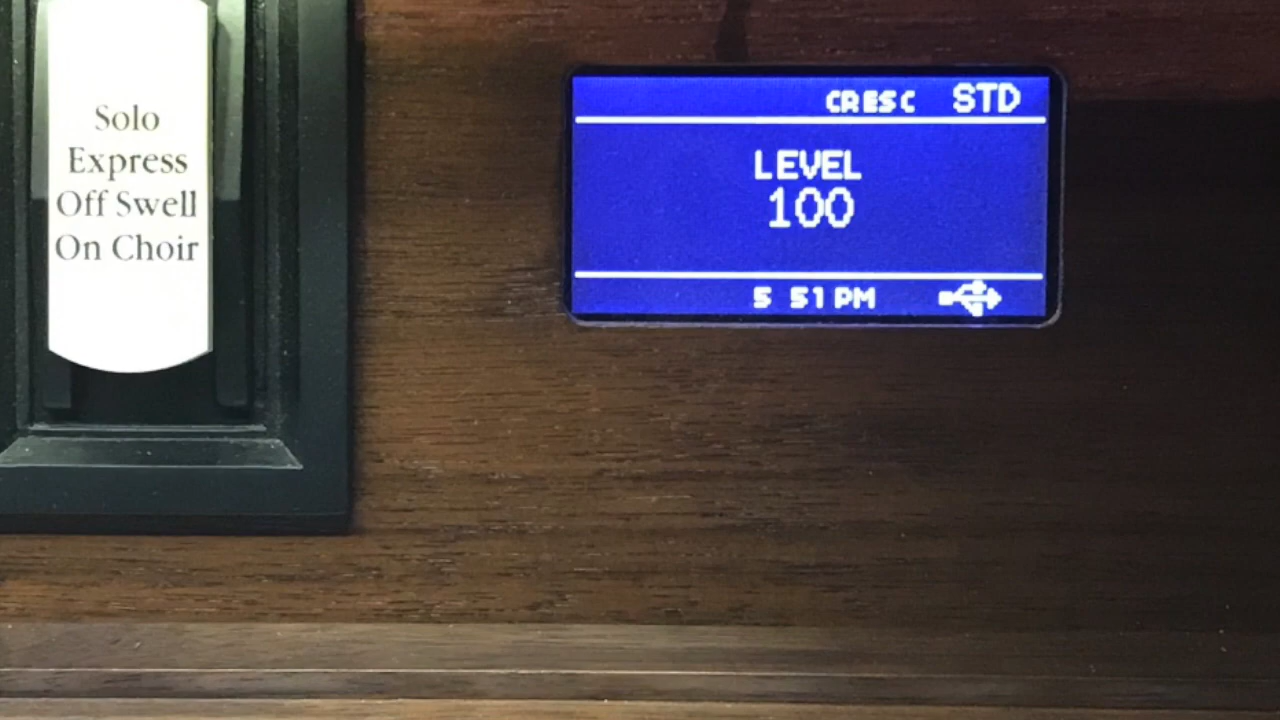 Solo
Express
Off Swell
On Choir
CRESC STD
LEVEL
100
5 51 PM